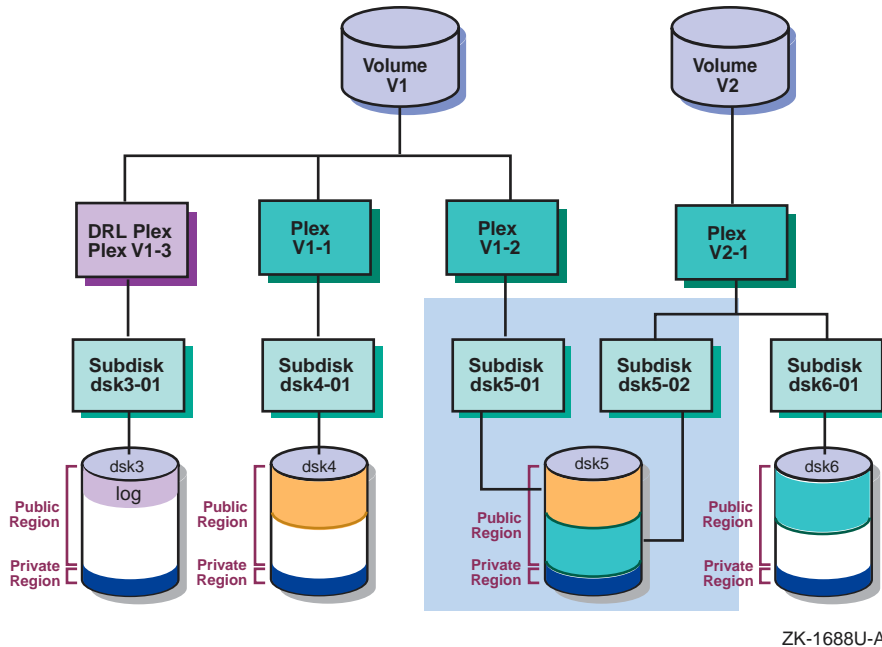 Volume
V1
Volume
V2
DRL Plex
Plex V1-3
Plex
V1-1
Plex
V1-2
Plex
V2-1
Subdisk
dsk3-01
Subdisk
dsk4-01
Subdisk
dsk5-01
Subdisk
dsk5-02
Subdisk
dsk6-01
dsk3
log
Public
Region
Private
Region
dsk4
Public
Region
Private
Region
dsk5
Public
Region
Private
Region
dsk6
Public
Region
Private
Region
ZK-1688U-A